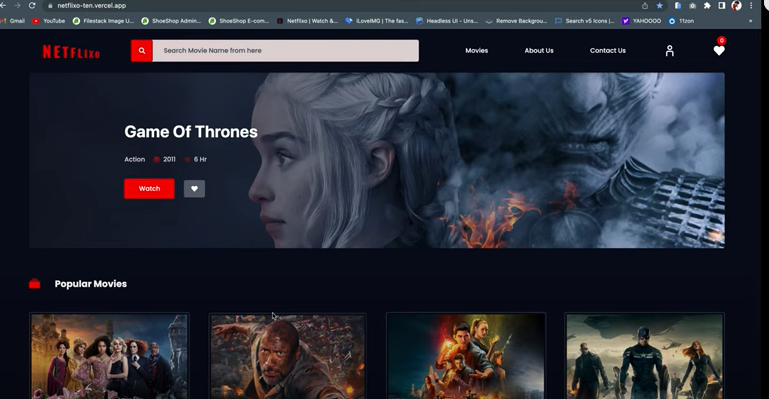 netflixo-ten.vercel.app
Gmail YouTube Filestack Image U... ShoeShop Admin... ShoeShop E-com... Netflixo | Watch &... iLoveIMG | The fas... Headless UI - Uns... Remove Backgrou... Search v5 Icons |... YAHOOOO 11zon »
NETFLIXO Search Movie Name from here Movies About Us Contact Us 0
Game Of Thrones
Action 2011 6 Hr
Watch
Popular Movies